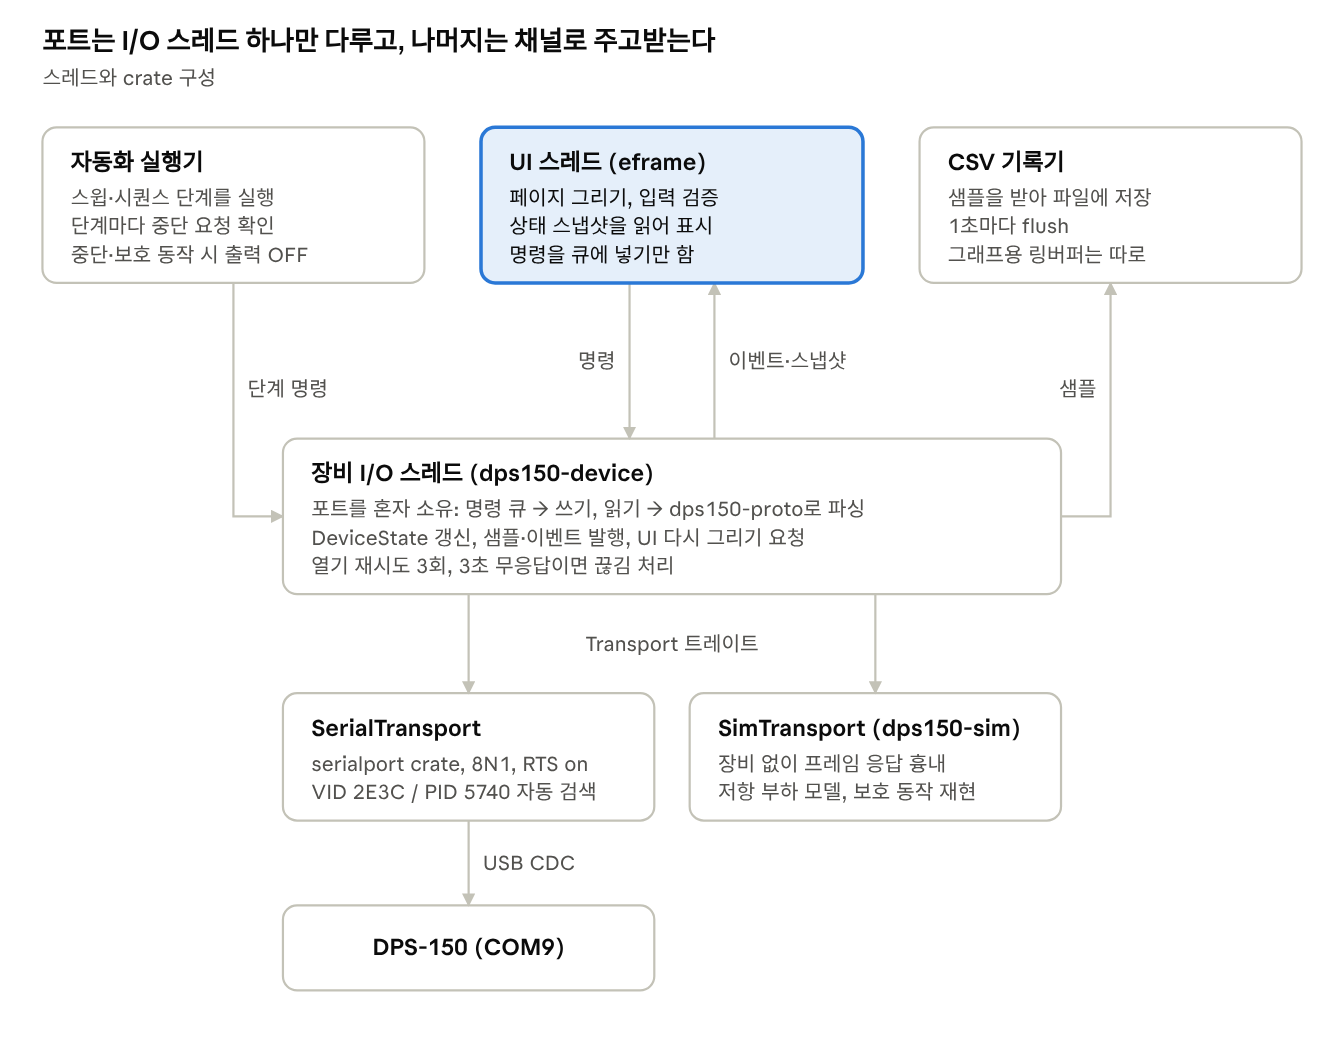 포트는 I/O 스레드 하나만 다루고, 나머지는 채널로 주고받는다
스레드와 crate 구성
자동화 실행기
스윕·시퀀스 단계를 실행
단계마다 중단 요청 확인
중단·보호 동작 시 출력 OFF
UI 스레드 (eframe)
페이지 그리기, 입력 검증
상태 스냅샷을 읽어 표시
명령을 큐에 넣기만 함
CSV 기록기
샘플을 받아 파일에 저장
1초마다 flush
그래프용 링버퍼는 따로
명령
이벤트·스냅샷
단계 명령
샘플
장비 I/O 스레드 (dps150-device)
포트를 혼자 소유: 명령 큐 → 쓰기, 읽기 → dps150-proto로 파싱
DeviceState 갱신, 샘플·이벤트 발행, UI 다시 그리기 요청
열기 재시도 3회, 3초 무응답이면 끊김 처리
Transport 트레이트
SerialTransport
serialport crate, 8N1, RTS on
VID 2E3C / PID 5740 자동 검색
SimTransport (dps150-sim)
장비 없이 프레임 응답 흉내
저항 부하 모델, 보호 동작 재현
USB CDC
DPS-150 (COM9)